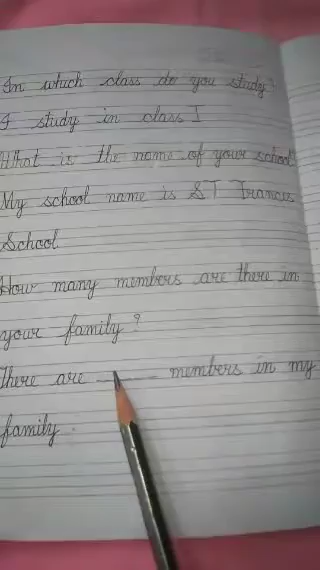 In which class do you study?
I study in class I
What is the name of your school?
My school name is ST Francis
School
How many members are there in
your family?
There are ____ members in my
family.